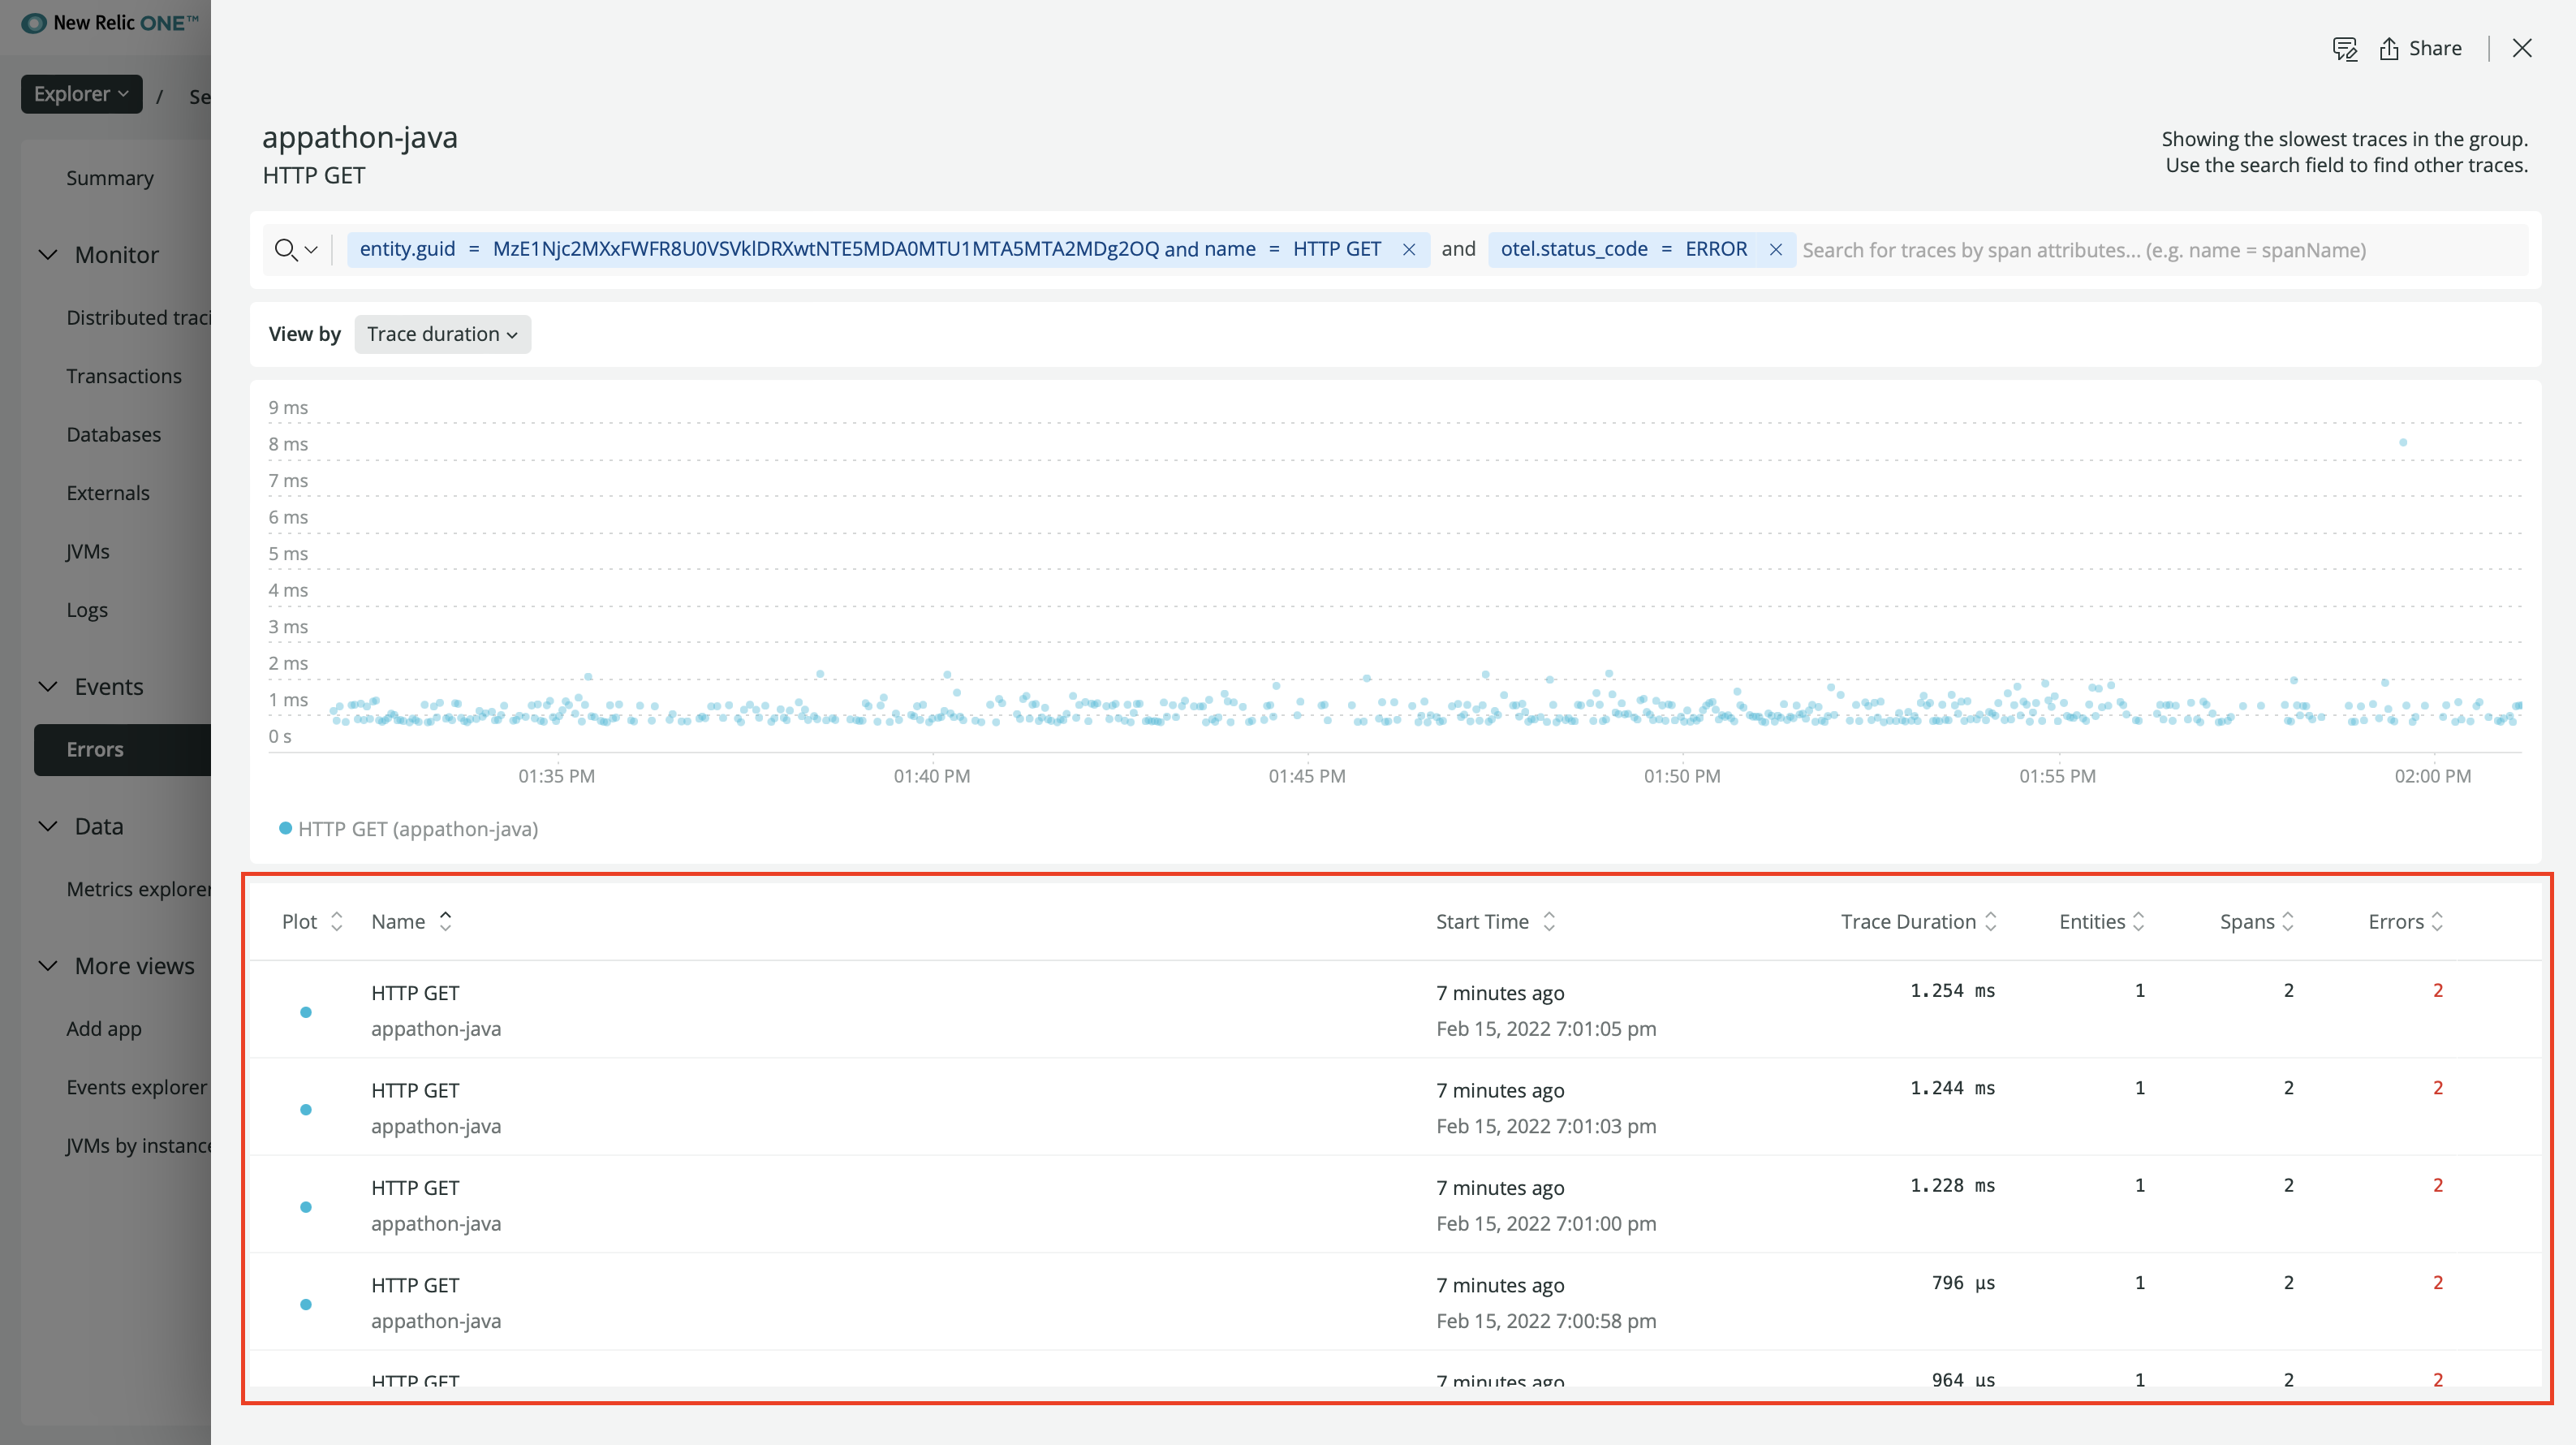 New Relic ONE™
Share
Explorer / Se
appathon-java
HTTP GET
Showing the slowest traces in the group.
Use the search field to find other traces.
Summary
Monitor
Distributed traci
Transactions
Databases
Externals
JVMs
Logs
Events
Errors
Data
Metrics explorer
More views
Add app
Events explorer
JVMs by instance
entity.guid = MzE1Njc2MXxFWFR8U0VSVklDRXwtNTE5MDA0MTU1MTA5MTA2MDg2OQ and name = HTTP GET and otel.status_code = ERROR Search for traces by span attributes... (e.g. name = spanName)
View by Trace duration
9 ms
8 ms
7 ms
6 ms
5 ms
4 ms
3 ms
2 ms
1 ms
0 s
01:35 PM 01:40 PM 01:45 PM 01:50 PM 01:55 PM 02:00 PM
HTTP GET (appathon-java)
Plot Name Start Time Trace Duration Entities Spans Errors
HTTP GET 7 minutes ago 1.254 ms 1 2 2
appathon-java Feb 15, 2022 7:01:05 pm
HTTP GET 7 minutes ago 1.244 ms 1 2 2
appathon-java Feb 15, 2022 7:01:03 pm
HTTP GET 7 minutes ago 1.228 ms 1 2 2
appathon-java Feb 15, 2022 7:01:00 pm
HTTP GET 7 minutes ago 796 µs 1 2 2
appathon-java Feb 15, 2022 7:00:58 pm
HTTP GET 7 minutes ago 964 µs 1 2 2